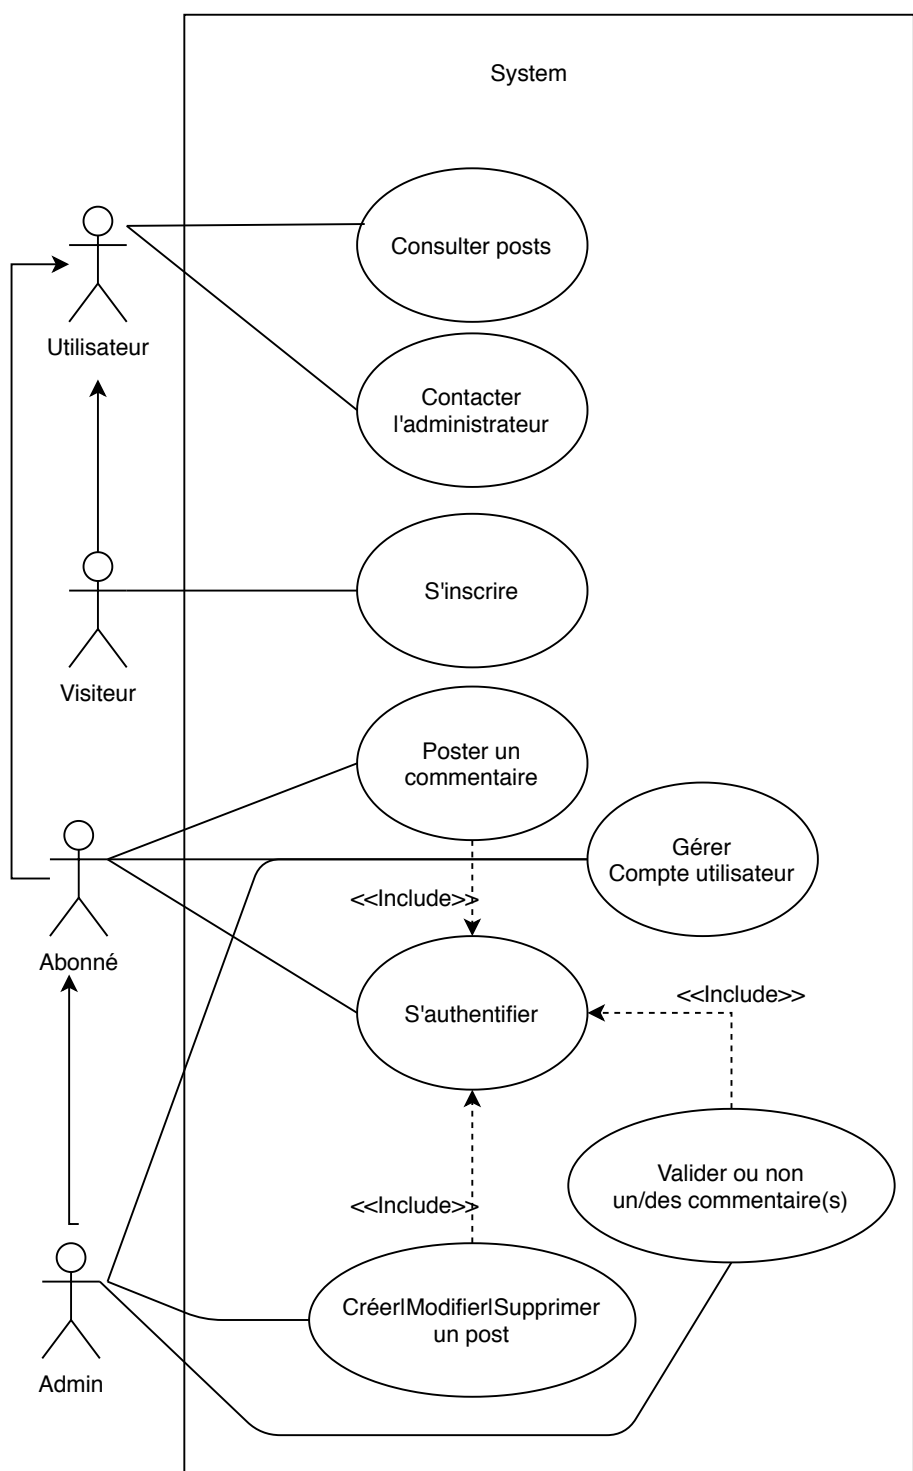 System
Consulter posts
Utilisateur
Contacter
l'administrateur
S'inscrire
Visiteur
Poster un
commentaire
Gérer
Compte utilisateur
<<Include>>
Abonné
S'authentifier
<<Include>>
Valider ou non
un/des commentaire(s)
<<Include>>
Créer|Modifier|Supprimer
un post
Admin